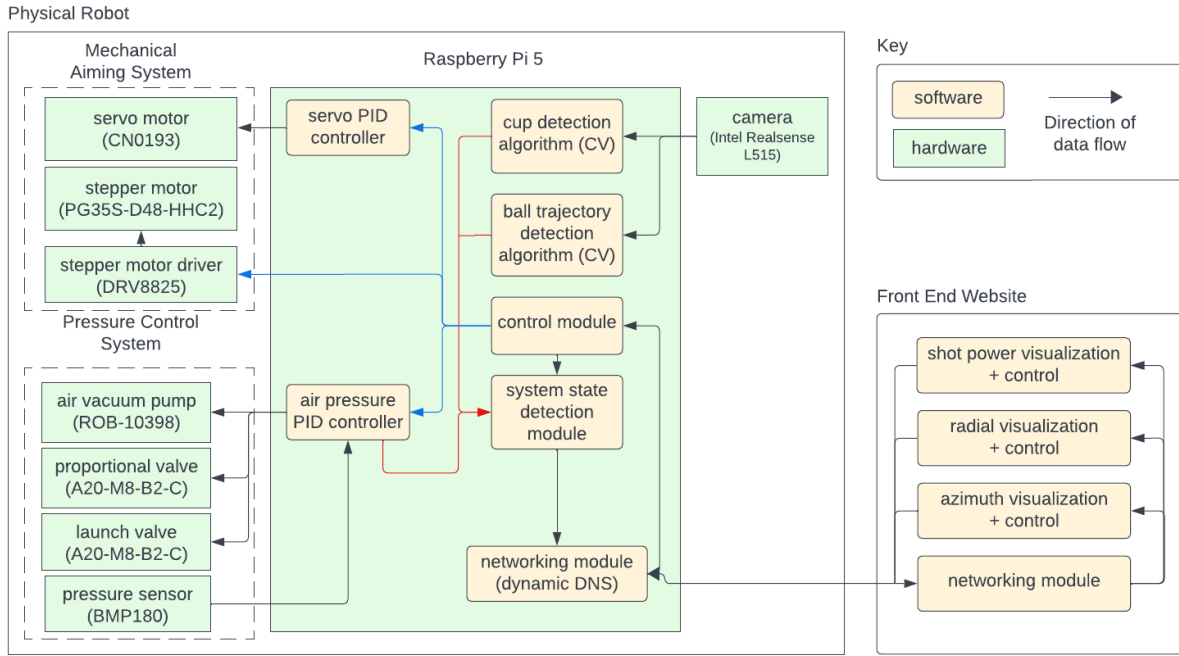 Physical Robot
Mechanical
Aiming System
servo motor
(CN0193)
stepper motor
(PG35S-D48-HHC2)
stepper motor driver
(DRV8825)
Pressure Control
System
air vacuum pump
(ROB-10398)
proportional valve
(A20-M8-B2-C)
launch valve
(A20-M8-B2-C)
pressure sensor
(BMP180)
Raspberry Pi 5
servo PID
controller
air pressure
PID controller
cup detection
algorithm (CV)
ball trajectory
detection
algorithm (CV)
control module
system state
detection
module
networking module
(dynamic DNS)
camera
(Intel Realsense
L515)
Key
software
hardware
Direction of
data flow
Front End Website
shot power visualization
+ control
radial visualization
+ control
azimuth visualization
+ control
networking module